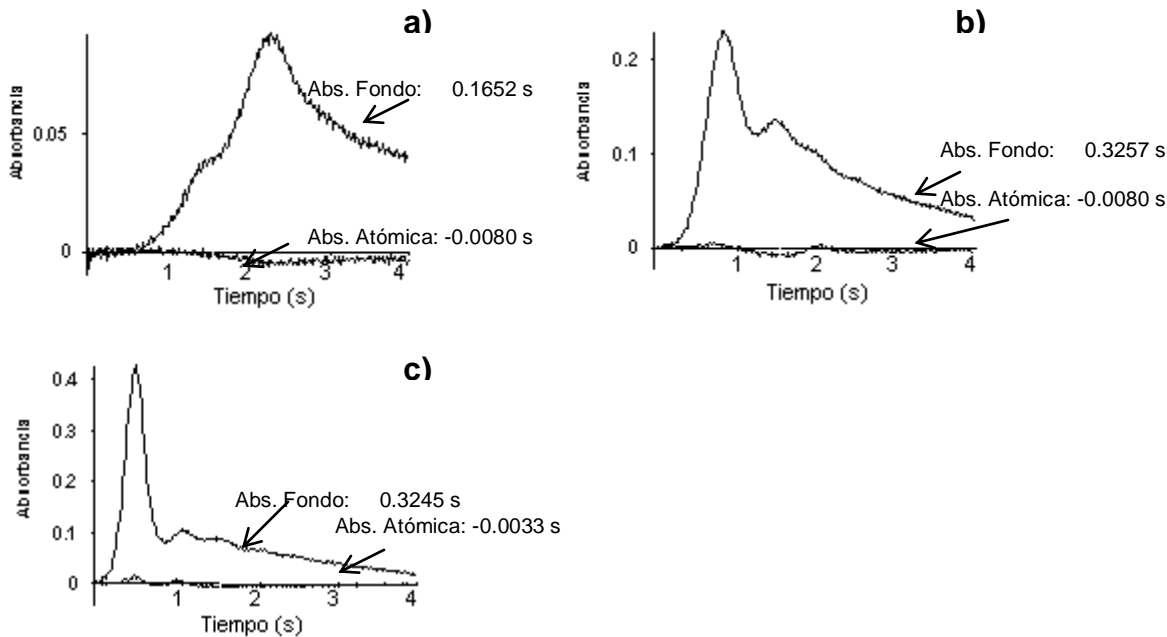 a)
Absorbancia
0.05
0
Abs. Fondo: 0.1652 s
Abs. Atómica: -0.0080 s
1 2 3 4
Tiempo (s)
b)
Absorbancia
0.2
0.1
0
Abs. Fondo: 0.3257 s
Abs. Atómica: -0.0080 s
1 2 3 4
Tiempo (s)
c)
Absorbancia
0.4
0.3
0.2
0.1
0
Abs. Fondo: 0.3245 s
Abs. Atómica: -0.0033 s
1 2 3 4
Tiempo (s)